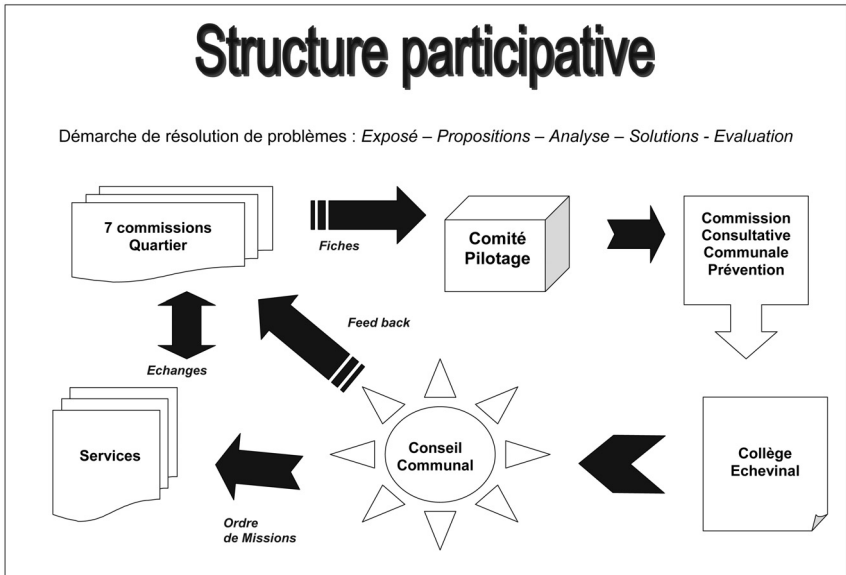 Structure participative
Démarche de résolution de problèmes : Exposé – Propositions – Analyse – Solutions - Evaluation
7 commissions
Quartier
Fiches
Comité
Pilotage
Commission
Consultative
Communale
Prévention
Feed back
Echanges
Services
Conseil
Communal
Collège
Echevinal
Ordre
de Missions